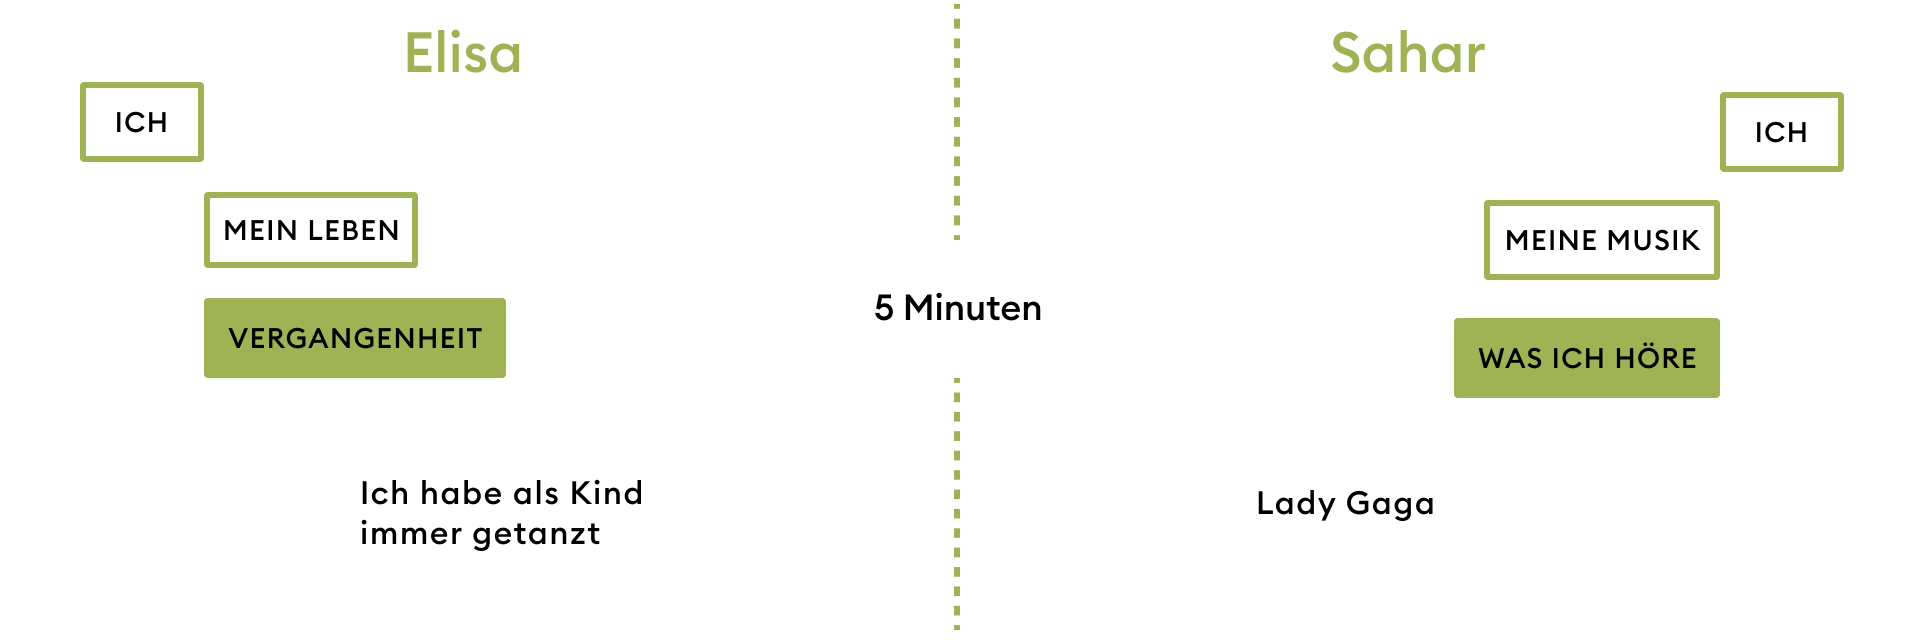 Elisa
ICH
MEIN LEBEN
VERGANGENHEIT
Ich habe als Kind
immer getanzt
5 Minuten
Sahar
ICH
MEINE MUSIK
WAS ICH HÖRE
Lady Gaga